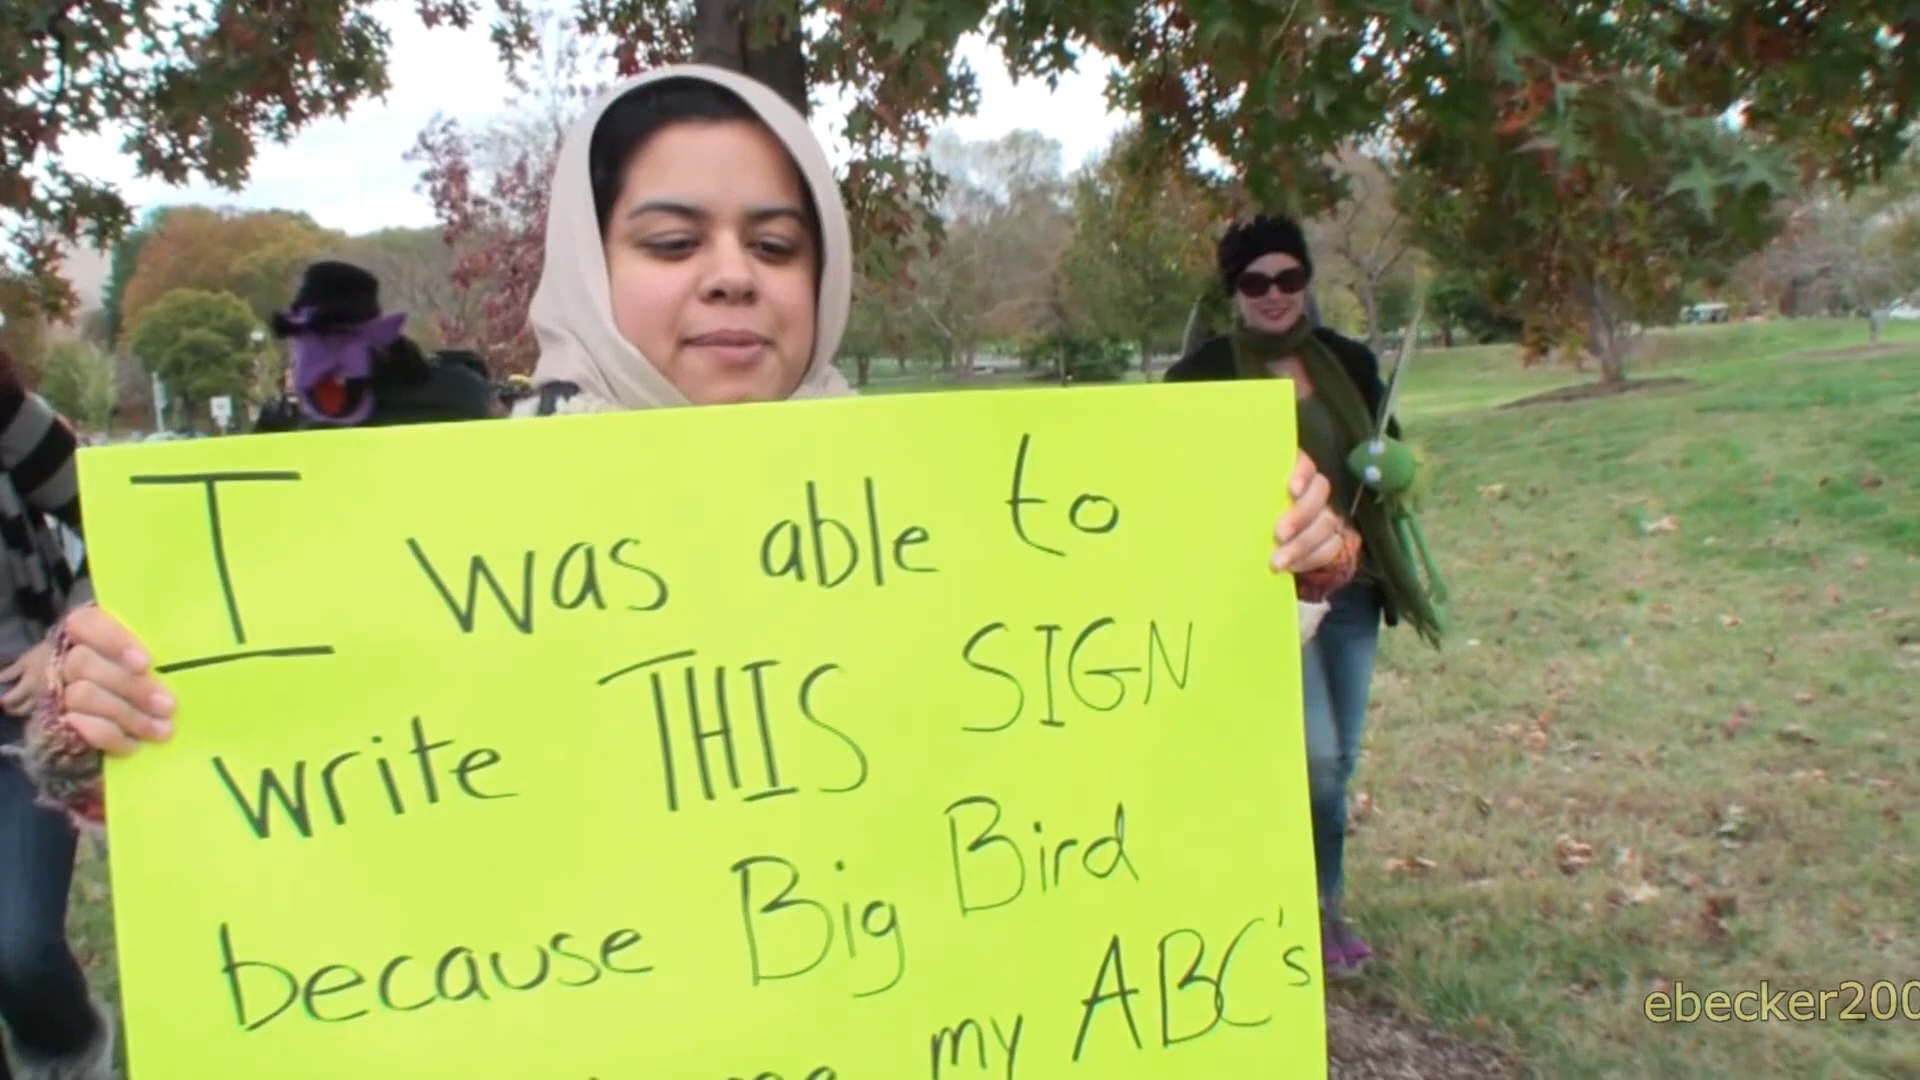 I was able to
write THIS SIGN
because Big Bird
my ABC's
ebecker200